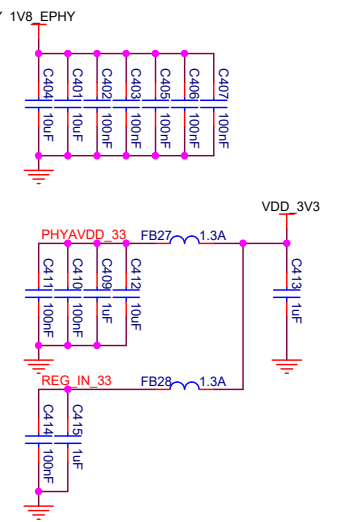 Y 1V8_EPHY
C404 10uF
C401 10uF
C402 100nF
C403 100nF
C405 100nF
C406 100nF
C407 100nF
VDD_3V3
PHYAVDD_33
FB27 1.3A
C411 100nF
C410 100nF
C409 1uF
C412 10uF
C413 1uF
REG_IN_33
FB28 1.3A
C414 100nF
C415 1uF